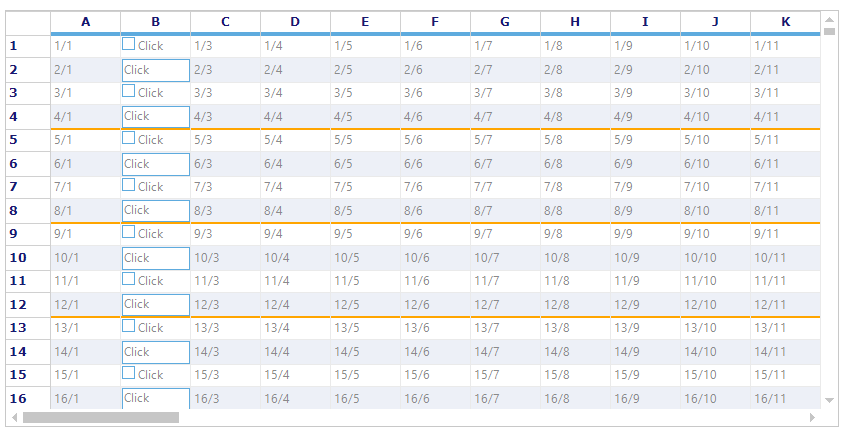 A B C D E F G H I J K
1 1/1 Click 1/3 1/4 1/5 1/6 1/7 1/8 1/9 1/10 1/11
2 2/1 Click 2/3 2/4 2/5 2/6 2/7 2/8 2/9 2/10 2/11
3 3/1 Click 3/3 3/4 3/5 3/6 3/7 3/8 3/9 3/10 3/11
4 4/1 Click 4/3 4/4 4/5 4/6 4/7 4/8 4/9 4/10 4/11
5 5/1 Click 5/3 5/4 5/5 5/6 5/7 5/8 5/9 5/10 5/11
6 6/1 Click 6/3 6/4 6/5 6/6 6/7 6/8 6/9 6/10 6/11
7 7/1 Click 7/3 7/4 7/5 7/6 7/7 7/8 7/9 7/10 7/11
8 8/1 Click 8/3 8/4 8/5 8/6 8/7 8/8 8/9 8/10 8/11
9 9/1 Click 9/3 9/4 9/5 9/6 9/7 9/8 9/9 9/10 9/11
10 10/1 Click 10/3 10/4 10/5 10/6 10/7 10/8 10/9 10/10 10/11
11 11/1 Click 11/3 11/4 11/5 11/6 11/7 11/8 11/9 11/10 11/11
12 12/1 Click 12/3 12/4 12/5 12/6 12/7 12/8 12/9 12/10 12/11
13 13/1 Click 13/3 13/4 13/5 13/6 13/7 13/8 13/9 13/10 13/11
14 14/1 Click 14/3 14/4 14/5 14/6 14/7 14/8 14/9 14/10 14/11
15 15/1 Click 15/3 15/4 15/5 15/6 15/7 15/8 15/9 15/10 15/11
16 16/1 Click 16/3 16/4 16/5 16/6 16/7 16/8 16/9 16/10 16/11